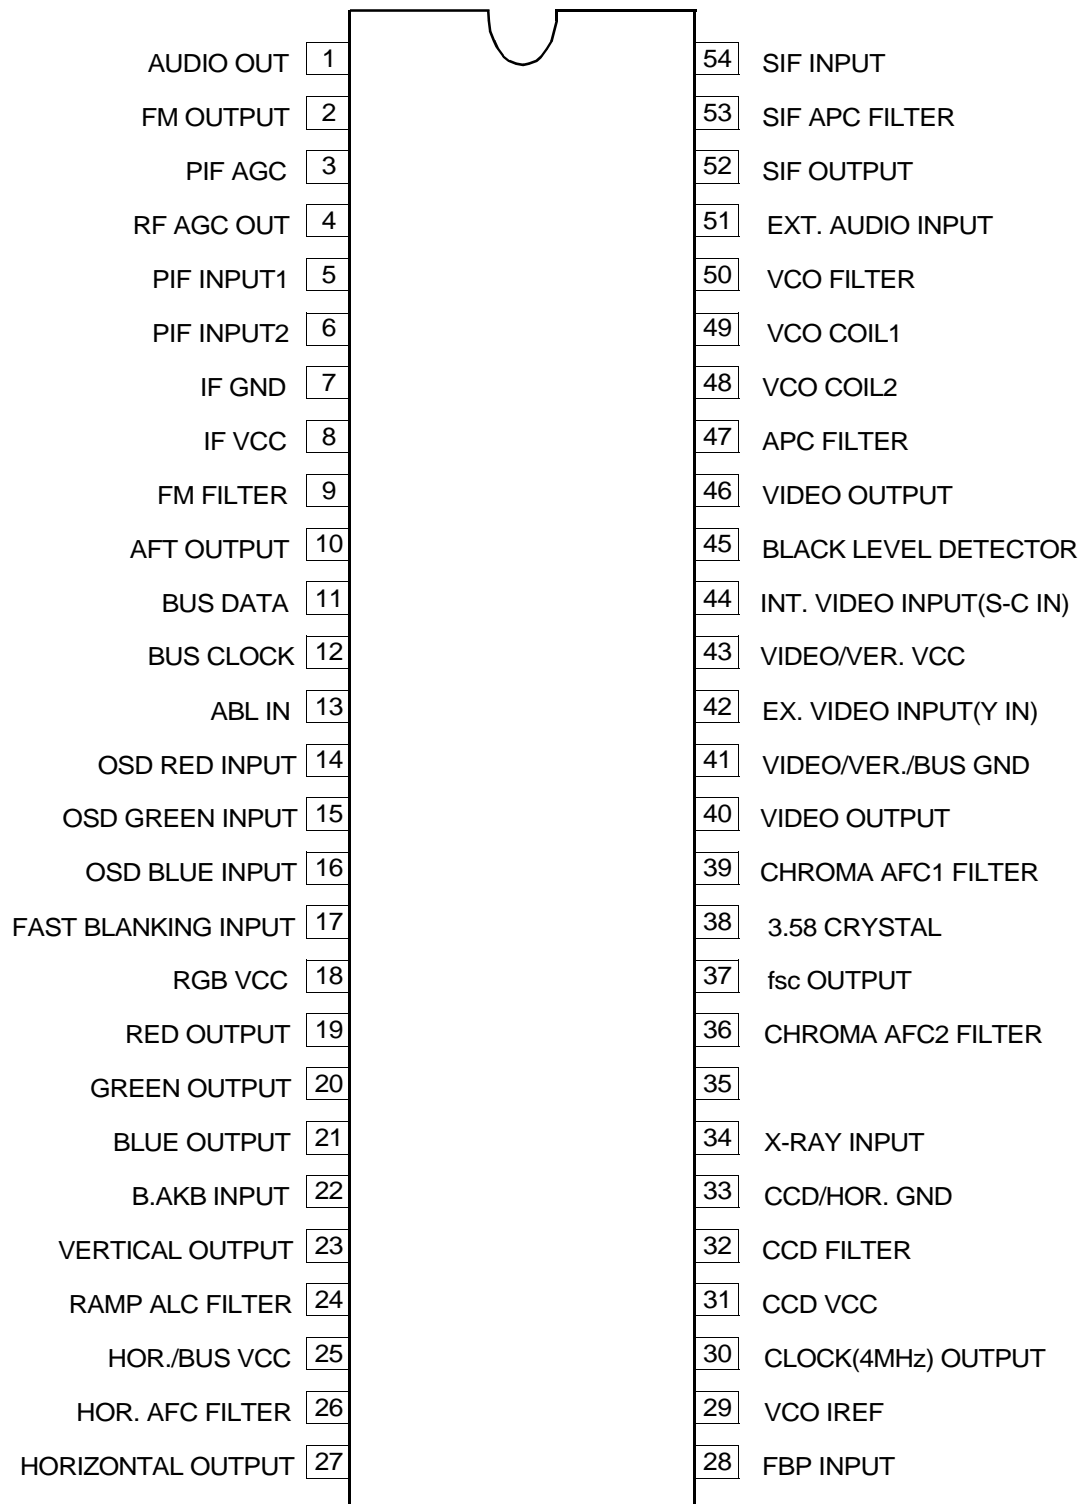 AUDIO OUT 1 54 SIF INPUT
FM OUTPUT 2 53 SIF APC FILTER
PIF AGC 3 52 SIF OUTPUT
RF AGC OUT 4 51 EXT. AUDIO INPUT
PIF INPUT1 5 50 VCO FILTER
PIF INPUT2 6 49 VCO COIL1
IF GND 7 48 VCO COIL2
IF VCC 8 47 APC FILTER
FM FILTER 9 46 VIDEO OUTPUT
AFT OUTPUT 10 45 BLACK LEVEL DETECTOR
BUS DATA 11 44 INT. VIDEO INPUT(S-C IN)
BUS CLOCK 12 43 VIDEO/VER. VCC
ABL IN 13 42 EX. VIDEO INPUT(Y IN)
OSD RED INPUT 14 41 VIDEO/VER./BUS GND
OSD GREEN INPUT 15 40 VIDEO OUTPUT
OSD BLUE INPUT 16 39 CHROMA AFC1 FILTER
FAST BLANKING INPUT 17 38 3.58 CRYSTAL
RGB VCC 18 37 fsc OUTPUT
RED OUTPUT 19 36 CHROMA AFC2 FILTER
GREEN OUTPUT 20 35
BLUE OUTPUT 21 34 X-RAY INPUT
B.AKB INPUT 22 33 CCD/HOR. GND
VERTICAL OUTPUT 23 32 CCD FILTER
RAMP ALC FILTER 24 31 CCD VCC
HOR./BUS VCC 25 30 CLOCK(4MHz) OUTPUT
HOR. AFC FILTER 26 29 VCO IREF
HORIZONTAL OUTPUT 27 28 FBP INPUT